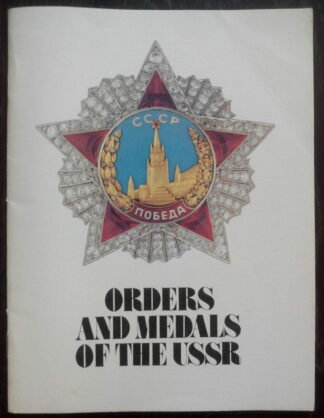 СССР
ПОБЕДА
ORDERS
AND MEDALS
OF THE USSR